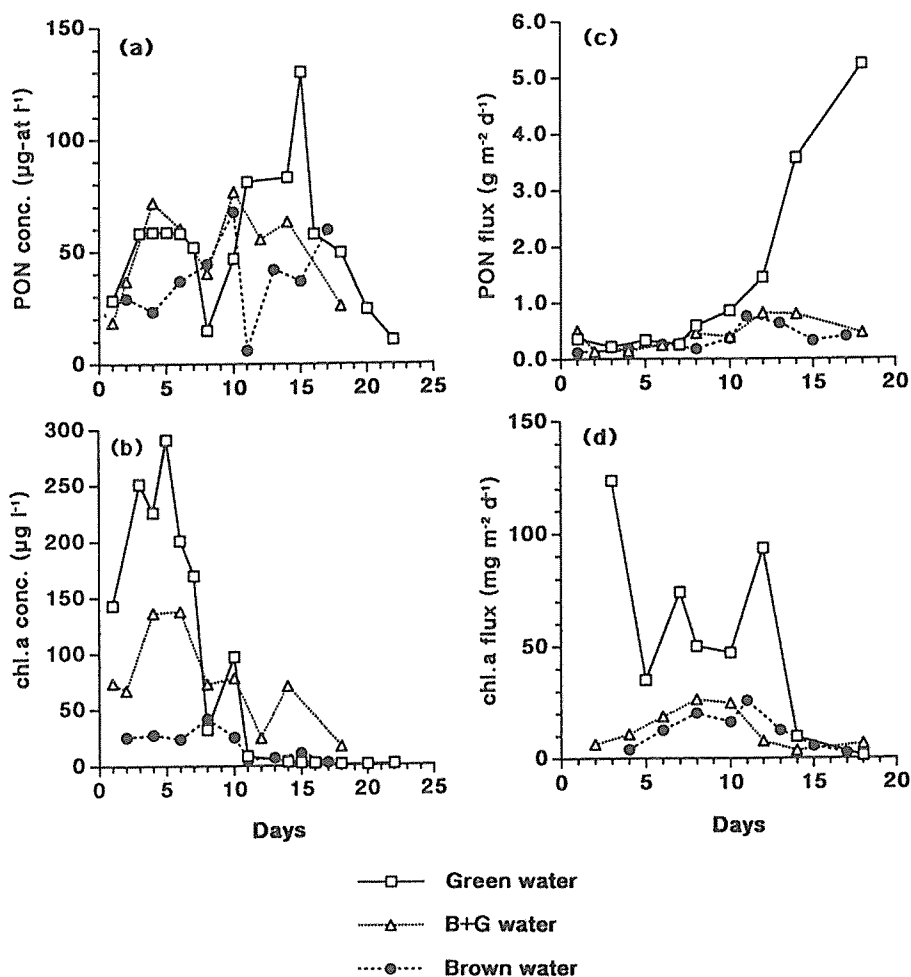 (a)
PON conc. (µg-at l⁻¹)
150
100
50
0
0 5 10 15 20 25
(c)
PON flux (g m⁻² d⁻¹)
6.0
5.0
4.0
3.0
2.0
1.0
0.0
0 5 10 15 20
(b)
chl.a conc. (µg l⁻¹)
300
250
200
150
100
50
0
0 5 10 15 20 25
Days
(d)
chl.a flux (mg m⁻² d⁻¹)
150
100
50
0
0 5 10 15 20
Days
Green water
B+G water
Brown water